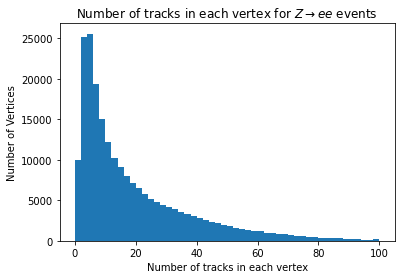 Number of tracks in each vertex for Z → ee events
Number of Vertices
25000
20000
15000
10000
5000
0
0 20 40 60 80 100
Number of tracks in each vertex